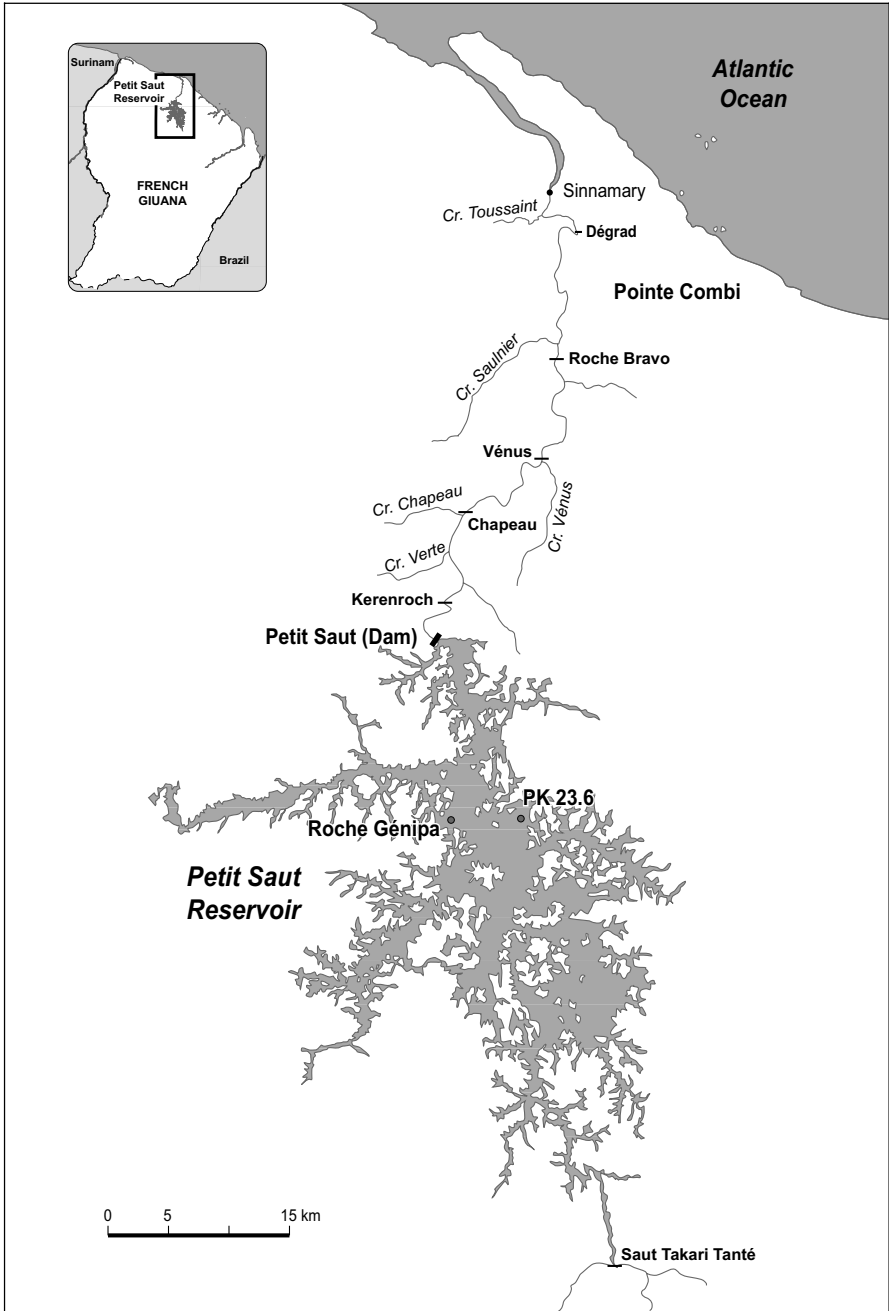 Surinam
Petit Saut
Reservoir
FRENCH
GIUANA
Brazil
Atlantic
Ocean
Sinnamary
Cr. Toussaint
Dégrad
Pointe Combi
Cr. Saulnier
Roche Bravo
Vénus
Cr. Chapeau
Chapeau
Cr. Vénus
Cr. Verte
Kerenroch
Petit Saut (Dam)
PK 23.6
Roche Génipa
Petit Saut
Reservoir
0 5 15 km
Saut Takari Tanté